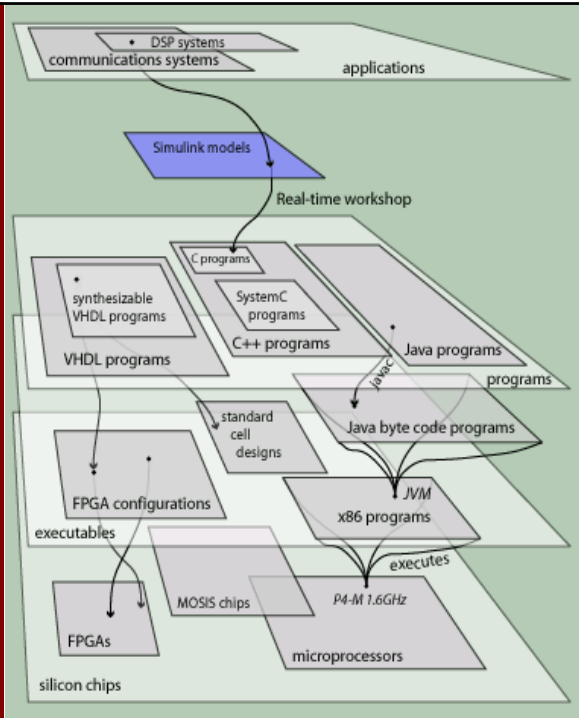 DSP systems
communications systems
applications
Simulink models
Real-time workshop
C programs
synthesizable
VHDL programs
SystemC
programs
VHDL programs
C++ programs
Java programs
javac
programs
standard
cell
designs
Java byte code programs
FPGA configurations
JVM
x86 programs
executables
executes
MOSIS chips
P4-M 1.6GHz
FPGAs
microprocessors
silicon chips